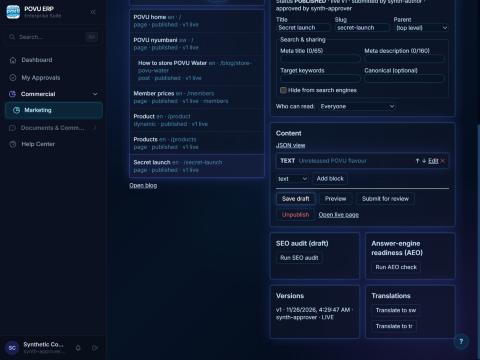 POVU ERP
Enterprise Suite
Search...
Dashboard
My Approvals
Commercial
Marketing
Documents & Comm...
Help Center
Synthetic Co...
synth-approver...
SC
POVU home sw · /
page · published · v1 live
POVU nyumbani sw · /
page · published · v1 live
How to store POVU Water en · /blog/store-
povu-water
post · published · v1 live
Member prices en · /members
page · published · v1 live · members
Product en · /product
dynamic · published · v1 live
Products en · /products
page · published · v1 live
Secret launch en · /secret-launch
page · published · v1 live
Open blog
Status PUBLISHED · live v1 · submitted by synth-author ·
approved by synth-approver
Title
Slug
Parent
Secret launch
secret-launch
(top level)
Search & sharing
Meta title (0/65)
Meta description (0/160)
Target keywords
Canonical (optional)
Hide from search engines
Who can read: Everyone
Content
JSON view
TEXT Unreleased POVU flavour ↑ ↓ Edit ×
text
Add block
Save draft
Preview
Submit for review
Unpublish
Open live page
SEO audit (draft)
Run SEO audit
Answer-engine
readiness (AEO)
Run AEO check
Versions
v1 · 11/26/2026, 4:29:47 AM ·
synth-approver · LIVE
Translations
Translate to sw
Translate to tr
?